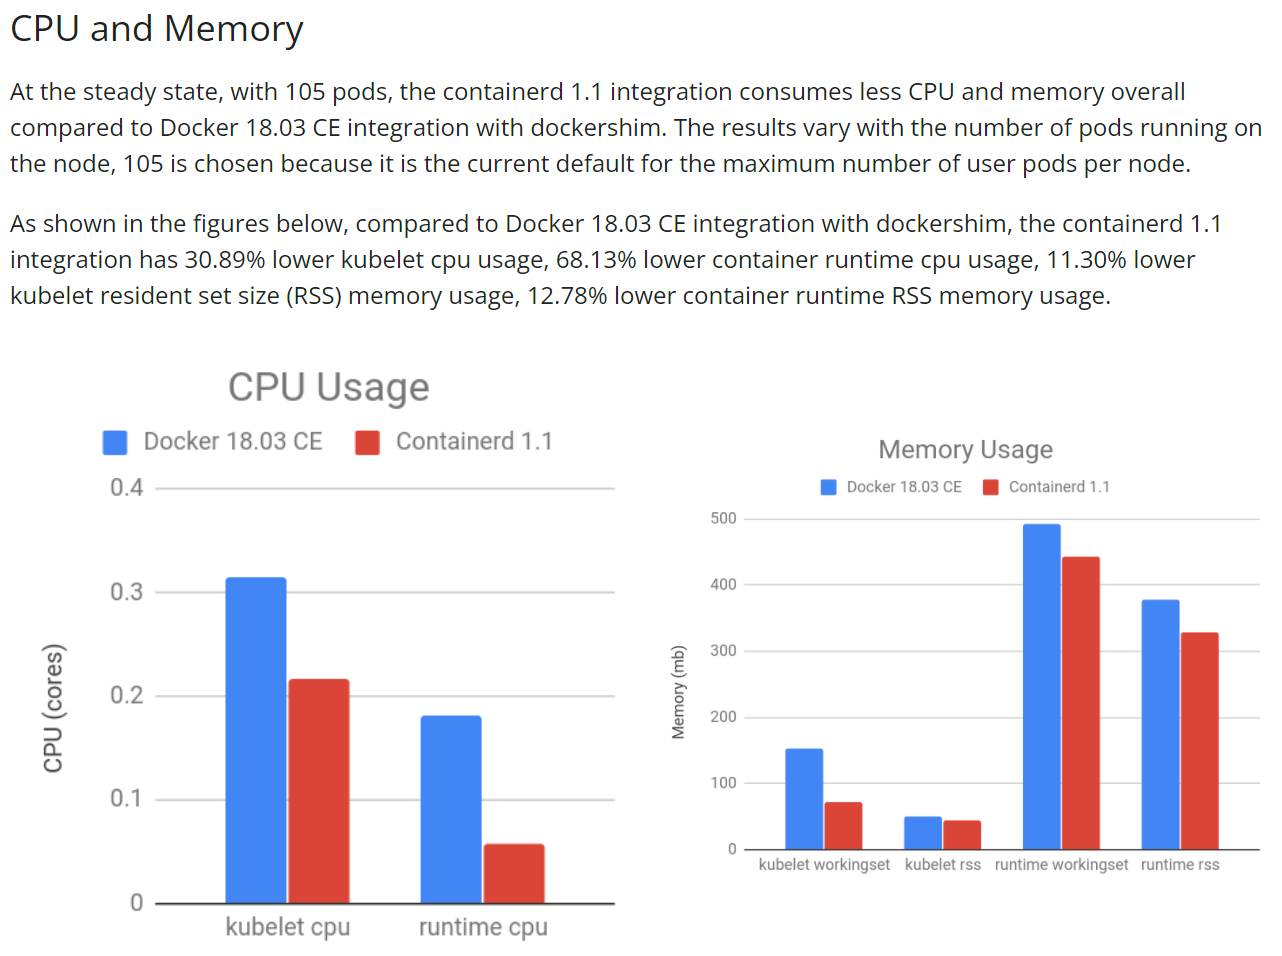 CPU and Memory
At the steady state, with 105 pods, the containerd 1.1 integration consumes less CPU and memory overall
compared to Docker 18.03 CE integration with dockershim. The results vary with the number of pods running on
the node, 105 is chosen because it is the current default for the maximum number of user pods per node.
As shown in the figures below, compared to Docker 18.03 CE integration with dockershim, the containerd 1.1
integration has 30.89% lower kubelet cpu usage, 68.13% lower container runtime cpu usage, 11.30% lower
kubelet resident set size (RSS) memory usage, 12.78% lower container runtime RSS memory usage.
CPU Usage
Docker 18.03 CE Containerd 1.1
0.4
0.3
0.2
0.1
0
CPU (cores)
kubelet cpu runtime cpu
Memory Usage
Docker 18.03 CE Containerd 1.1
500
400
300
200
100
0
Memory (mb)
kubelet workingset kubelet rss runtime workingset runtime rss